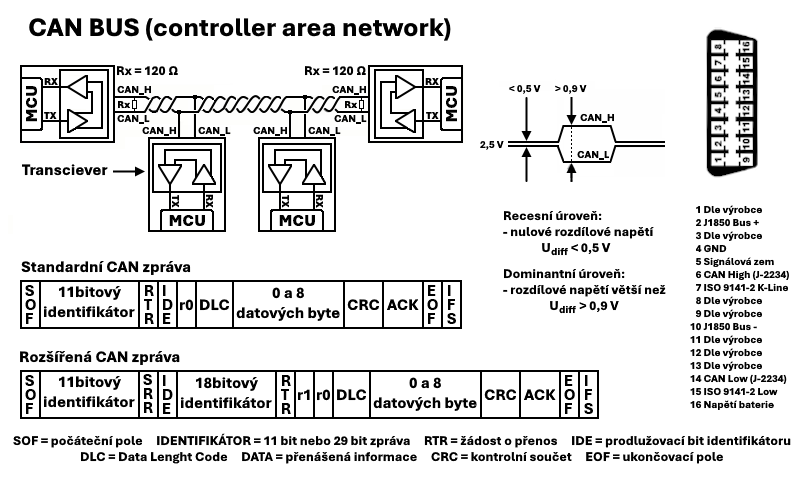 CAN BUS (controller area network)
Rx = 120 Ω
Rx = 120 Ω
MCU
RX
TX
CAN_H
Rx
CAN_L
CAN_H
Rx
CAN_L
RX
TX
MCU
CAN_H
CAN_L
CAN_H
CAN_L
Transciever
TX
RX
MCU
TX
RX
MCU
< 0,5 V
> 0,9 V
CAN_H
2,5 V
CAN_L
Recesní úroveň:
- nulové rozdílové napätí
Udiff < 0,5 V
Dominantní úroveň:
- rozdílové napětí větší než
Udiff > 0,9 V
8 7 6 5 4 3 2 1
16 15 14 13 12 11 10 9
1 Dle výrobce
2 J1850 Bus +
3 Dle výrobce
4 GND
5 Signálová zem
6 CAN High (J-2234)
7 ISO 9141-2 K-Line
8 Dle výrobce
9 Dle výrobce
10 J1850 Bus -
11 Dle výrobce
12 Dle výrobce
13 Dle výrobce
14 CAN Low (J-2234)
15 ISO 9141-2 Low
16 Napětí baterie
Standardní CAN zpráva
SOF
11bitový
identifikátor
RTR
IDE
r0
DLC
0 a 8
datových byte
CRC
ACK
EOF
IFS
Rozšířená CAN zpráva
SOF
11bitový
identifikátor
SRR
IDE
18bitový
identifikátor
RTR
r1
r0
DLC
0 a 8
datových byte
CRC
ACK
EOF
IFS
SOF = počáteční pole IDENTIFIKÁTOR = 11 bit nebo 29 bit zpráva RTR = žádost o přenos IDE = prodlužovací bit identifikátoru
DLC = Data Lenght Code DATA = přenášená informace CRC = kontrolní součet EOF = ukončovací pole